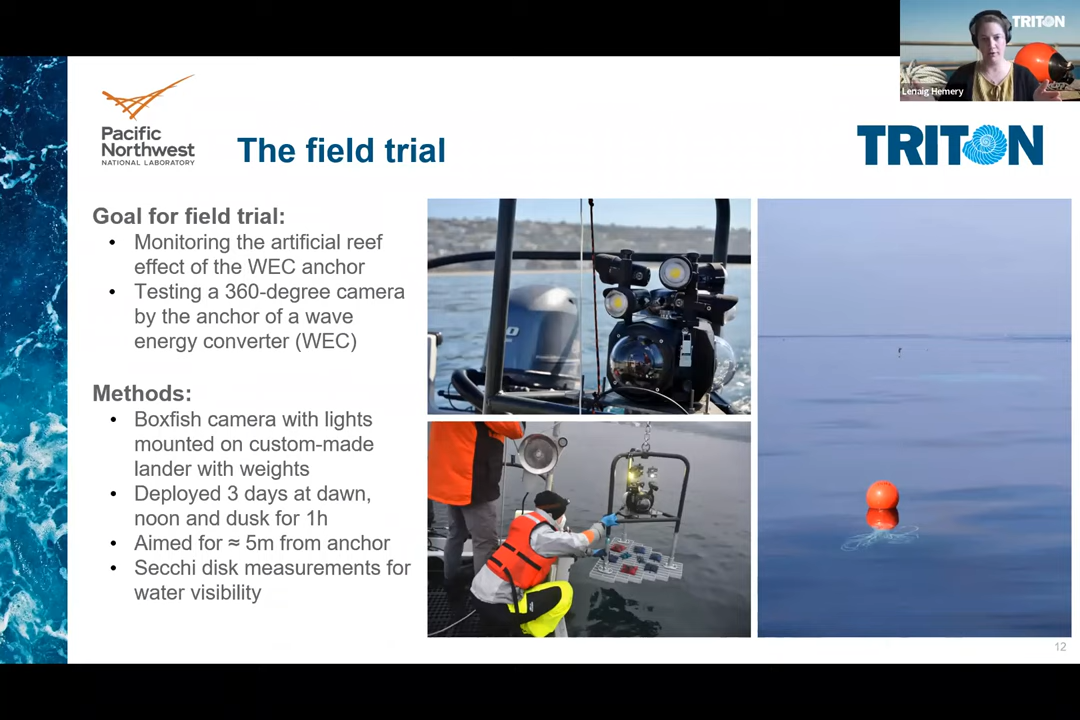 TRITON
Lenaig Hemery
Pacific
Northwest
NATIONAL LABORATORY
The field trial
TRITON
Goal for field trial:
• Monitoring the artificial reef
effect of the WEC anchor
• Testing a 360-degree camera
by the anchor of a wave
energy converter (WEC)
Methods:
• Boxfish camera with lights
mounted on custom-made
lander with weights
• Deployed 3 days at dawn,
noon and dusk for 1h
• Aimed for ≈ 5m from anchor
• Secchi disk measurements for
water visibility
12